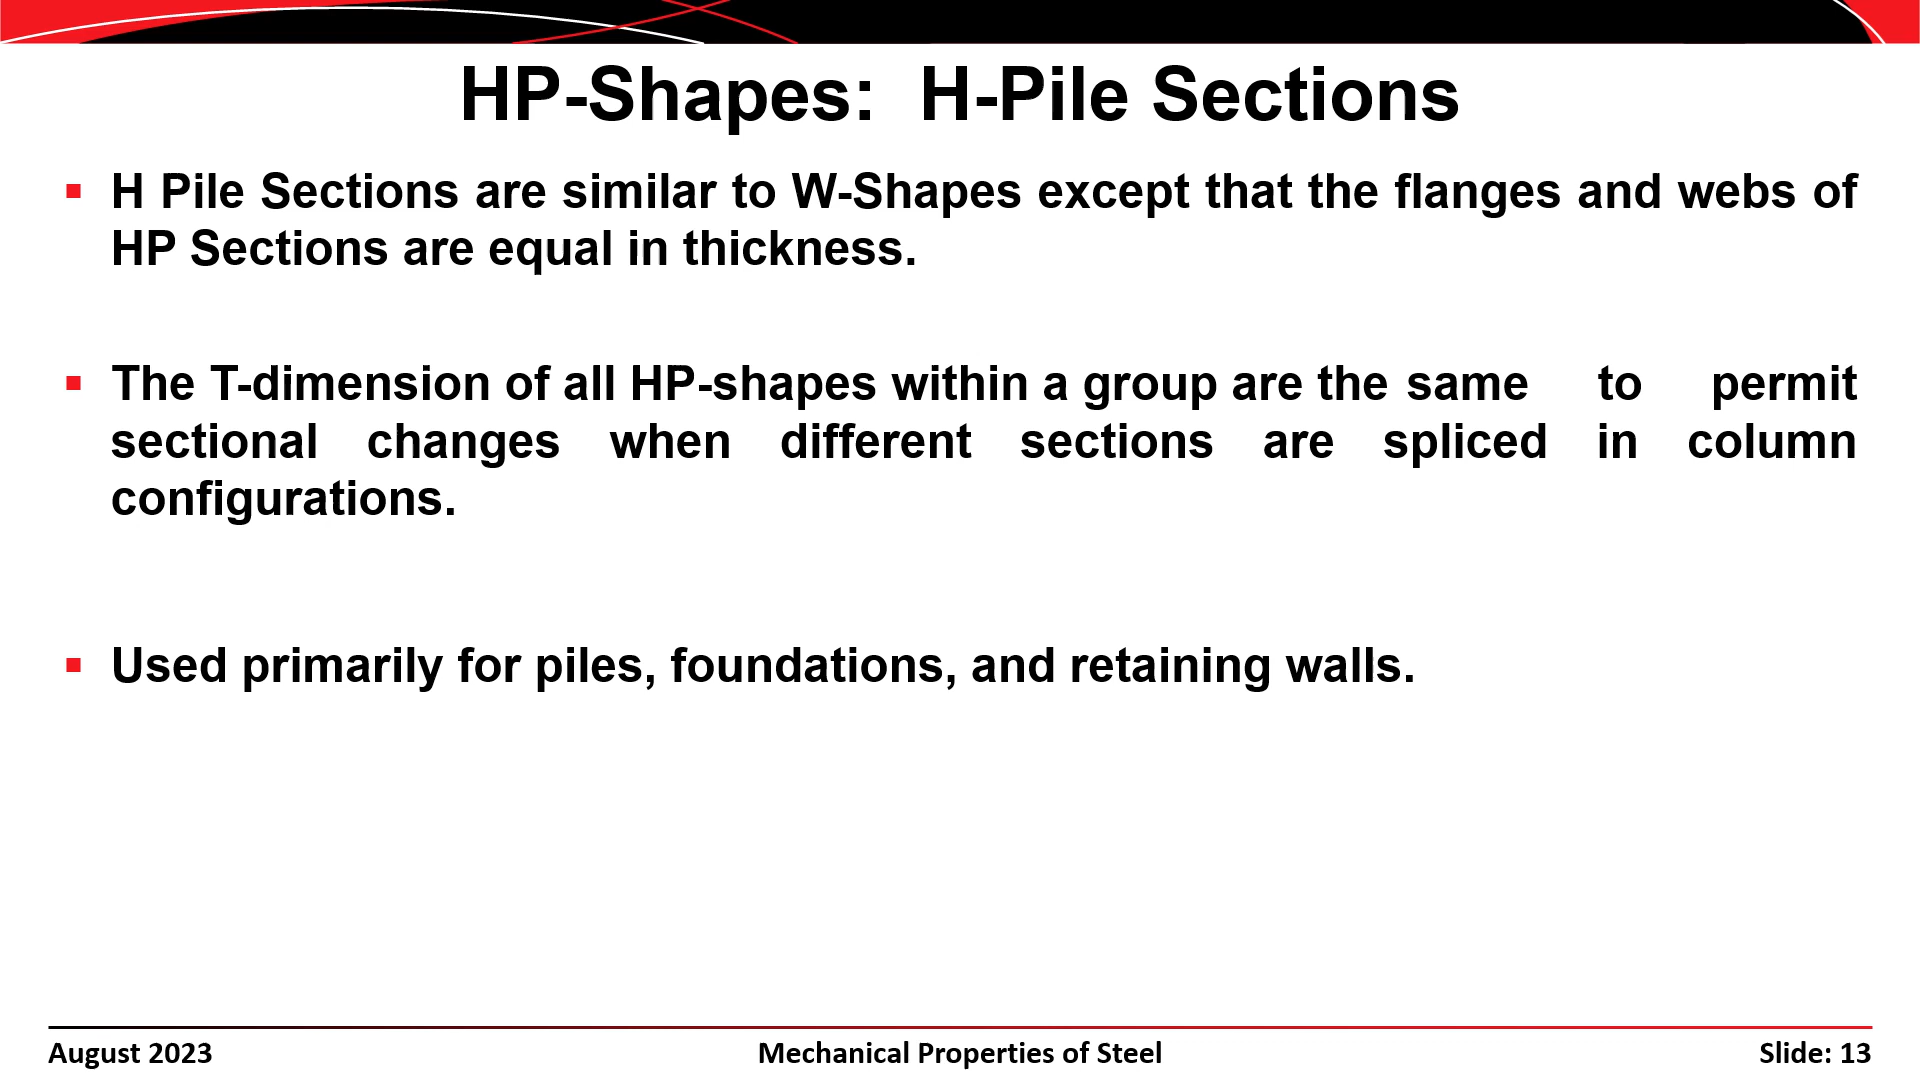 HP-Shapes: H-Pile Sections
▪ H Pile Sections are similar to W-Shapes except that the flanges and webs of
HP Sections are equal in thickness.
▪ The T-dimension of all HP-shapes within a group are the same to permit
sectional changes when different sections are spliced in column
configurations.
▪ Used primarily for piles, foundations, and retaining walls.
August 2023
Mechanical Properties of Steel
Slide: 13